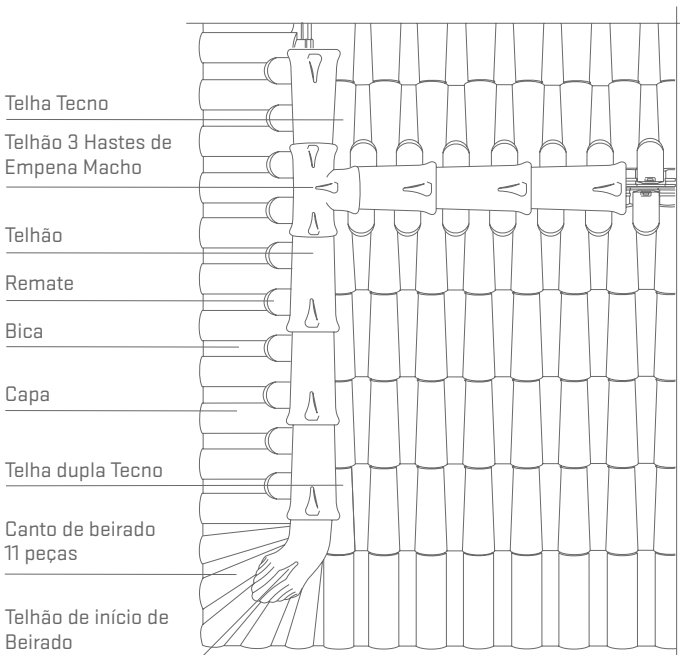 Telha Tecno
Telhão 3 Hastes de
Empena Macho
Telhão
Remate
Bica
Capa
Telha dupla Tecno
Canto de beirado
11 peças
Telhão de início de
Beirado